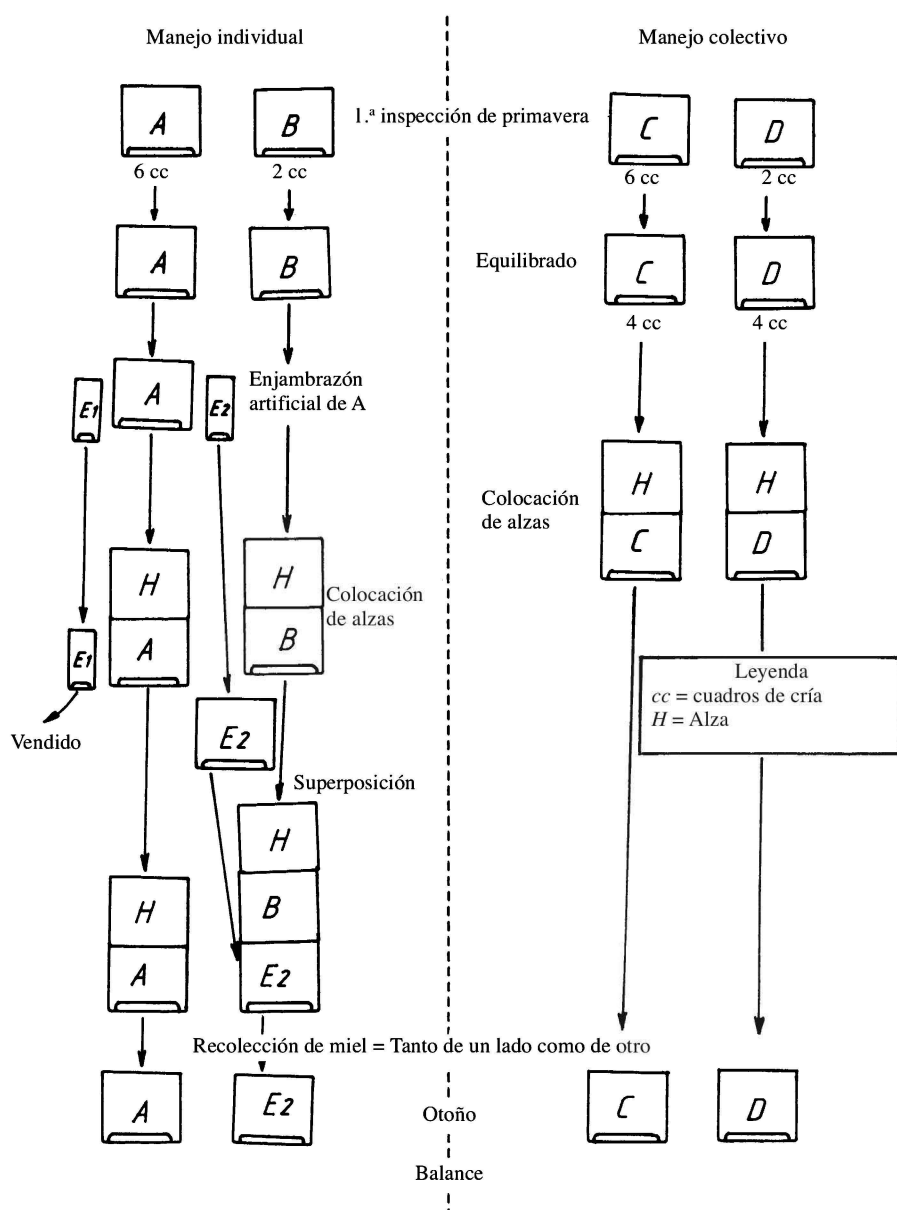 Manejo individual
Manejo colectivo
A
B
1.ª inspección de primavera
C
D
6 cc
2 cc
6 cc
2 cc
A
B
Equilibrado
C
D
4 cc
4 cc
E1
A
E2
Enjambrazón
artificial de A
H
H
Colocación
de alzas
C
D
H
H
Colocación
de alzas
A
B
E1
Leyenda
cc = cuadros de cría
H = Alza
Vendido
E2
Superposición
H
H
B
A
E2
Recolección de miel = Tanto de un lado como de otro
A
E2
Otoño
C
D
Balance